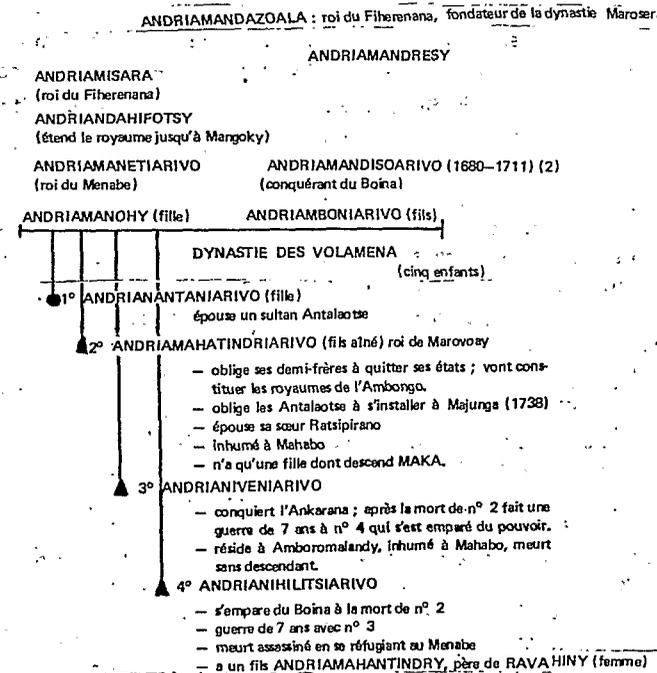 ANDRIAMANDAZOALA : roi du Fiherenana, fondateur de la dynastie Maroser
ANDRIAMANDRESY
ANDRIAMISARA
(roi du Fiherenana)
ANDRIANDAHIFOTSY
(étend le royaume jusqu'à Mangoky)
ANDRIAMANETIARIVO
(roi du Menabe)
ANDRIAMANDISOARIVO (1680–1711) (2)
(conquérant du Boina)
ANDRIAMANOHY (fille)
ANDRIAMBONIARIVO (fils)
DYNASTIE DES VOLAMENA
(cinq enfants)
1° ANDRIANANTANIARIVO (fille)
épouse un sultan Antalaotse
2° ANDRIAMAHATINDRIARIVO (fils aîné) roi de Marovoay
— oblige ses demi-frères à quitter ses états ; vont cons-
tituer les royaumes de l'Ambongo.
— oblige les Antalaotse à s'installer à Majunga (1738)
— épouse sa sœur Ratsipirano
— inhumé à Mahabo
— n'a qu'une fille dont descend MAKA.
3° ANDRIANIVENIARIVO
— conquiert l'Ankarana ; après la mort de n° 2 fait une
guerre de 7 ans à n° 4 qui s'est emparé du pouvoir.
— réside à Amboromalandy, inhumé à Mahabo, meurt
sans descendant.
4° ANDRIANIHILITSIARIVO
— s'empare du Boina à la mort de n° 2
— guerre de 7 ans avec n° 3
— meurt assassiné en se réfugiant au Menabe
— a un fils ANDRIAMAHANTINDRY, père de RAVAHINY (femme)